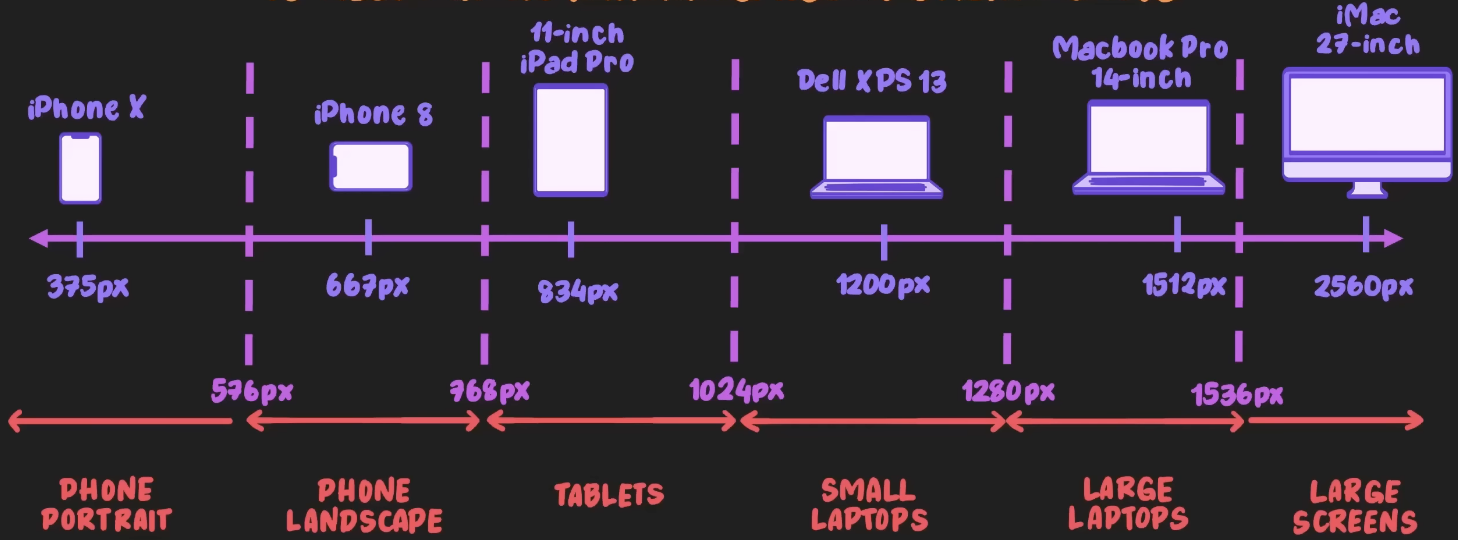 iPhone X
iPhone 8
11-inch
iPad Pro
Dell XPS 13
Macbook Pro
14-inch
iMac
27-inch
375px
667px
834px
1200px
1512px
2560px
576px
768px
1024px
1280px
1536px
PHONE
PORTRAIT
PHONE
LANDSCAPE
TABLETS
SMALL
LAPTOPS
LARGE
LAPTOPS
LARGE
SCREENS